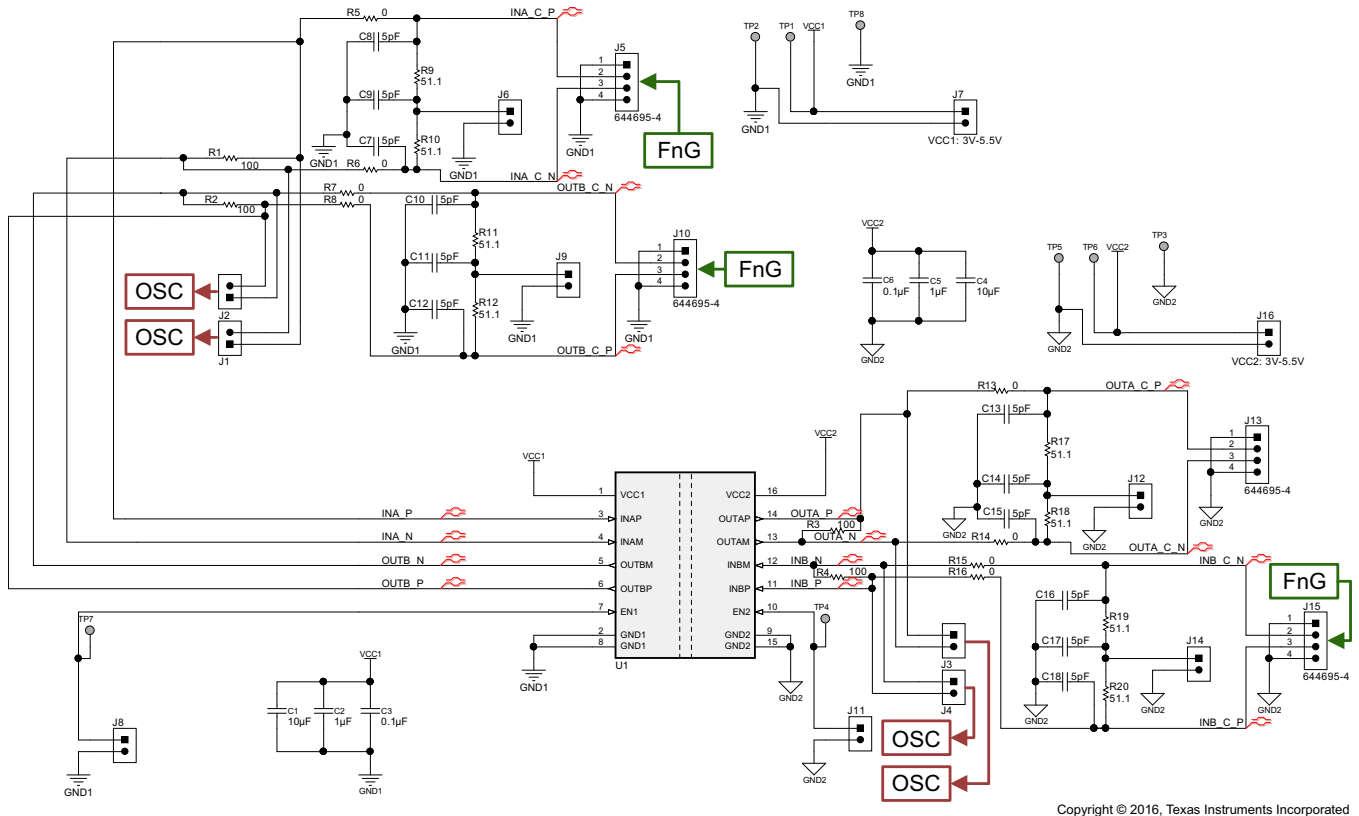 R5 0 INA_C_P
C8 5pF
R9
51.1
C9 5pF
C7 5pF
R10
51.1
GND1
J6
GND1
J5
1
2
3
4
644695-4
GND1
FnG
R1
100
R6 0
INA_C_N
R7 0
R8 0
OUTB_C_N
R2
100
C10 5pF
R11
51.1
C11 5pF
C12 5pF
R12
51.1
GND1
J9
GND1
J10
1
2
3
4
644695-4
GND1
FnG
OUTB_C_P
OSC
J2
OSC
J1
TP2 TP1 VCC1 TP8
GND1
GND1
J7
VCC1: 3V-5.5V
VCC2
C6
0.1µF
C5
1µF
C4
10µF
GND2
TP5 TP6 VCC2 TP3
GND2
GND2
J16
VCC2: 3V-5.5V
R13 0 OUTA_C_P
C13 5pF
R17
51.1
C14 5pF
C15 5pF
R18
51.1
GND2
J12
GND2
J13
1
2
3
4
644695-4
GND2
R14 0
OUTA_C_N
R15 0
R16 0
INB_C_N
C16 5pF
R19
51.1
C17 5pF
C18 5pF
R20
51.1
GND2
J14
GND2
FnG
J15
1
2
3
4
644695-4
GND2
INB_C_P
VCC1
VCC2
1 VCC1 VCC2 16
INA_P 3 INAP OUTAP 14 OUTA_P
R3 100
INA_N 4 INAM OUTAM 13 OUTA_N
OUTB_N 5 OUTBM INBM 12 INB_N
R4 100
OUTB_P 6 OUTBP INBP 11 INB_P
7 EN1 EN2 10
2 GND1 GND2 9
8 GND1 GND2 15
U1
GND1
GND2
TP7
TP4
J8
GND1
VCC1
C1
10µF
C2
1µF
C3
0.1µF
GND1
J3
J4
J11
GND2
OSC
OSC
Copyright © 2016, Texas Instruments Incorporated